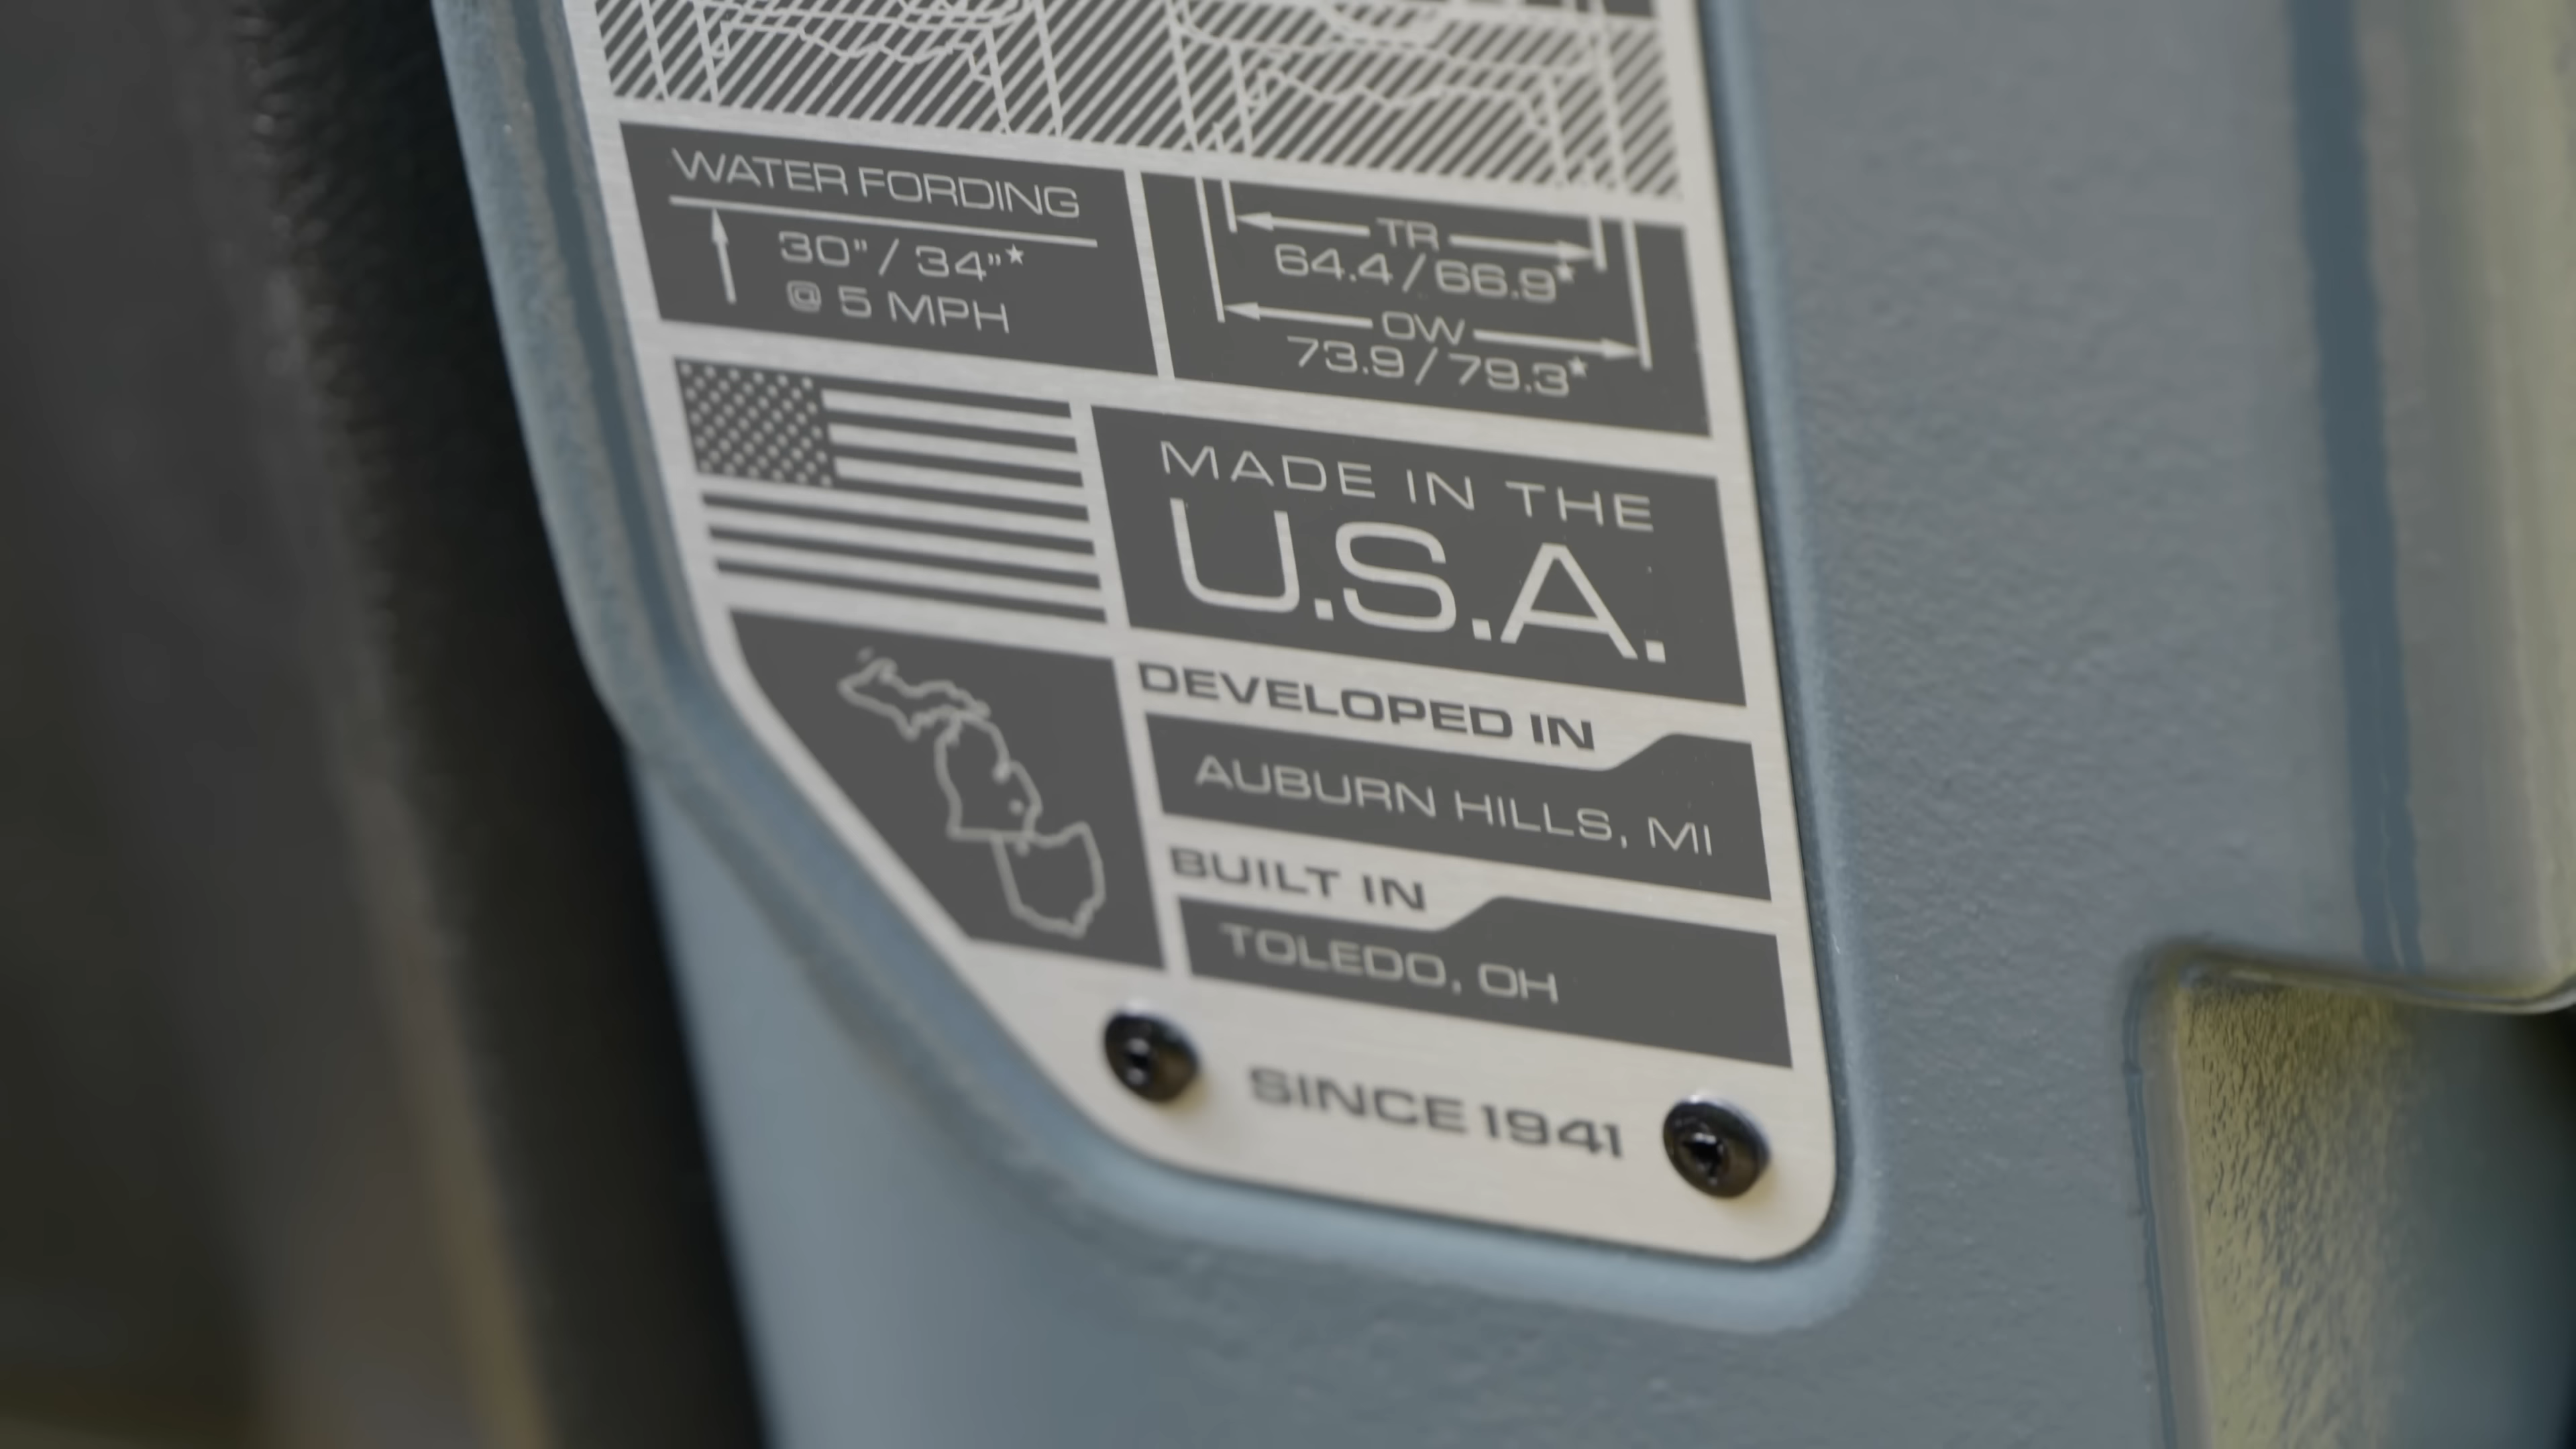 WATER FORDING
30" / 34"*
@ 5 MPH
TR
64.4 / 66.9*
OW
73.9 / 79.3*
MADE IN THE
U.S.A.
DEVELOPED IN
AUBURN HILLS, MI
BUILT IN
TOLEDO, OH
SINCE 1941